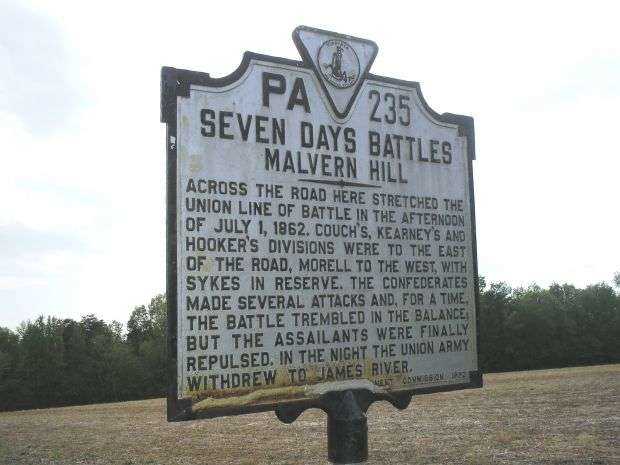 PA 235
SEVEN DAYS BATTLES
MALVERN HILL
ACROSS THE ROAD HERE STRETCHED THE
UNION LINE OF BATTLE IN THE AFTERNOON
OF JULY 1, 1862. COUCH'S, KEARNEY'S AND
HOOKER'S DIVISIONS WERE TO THE EAST
OF THE ROAD, MORELL TO THE WEST, WITH
SYKES IN RESERVE. THE CONFEDERATES
MADE SEVERAL ATTACKS AND, FOR A TIME,
THE BATTLE TREMBLED IN THE BALANCE;
BUT THE ASSAILANTS WERE FINALLY
REPULSED. IN THE NIGHT THE UNION ARMY
WITHDREW TO JAMES RIVER.
COMMISSION